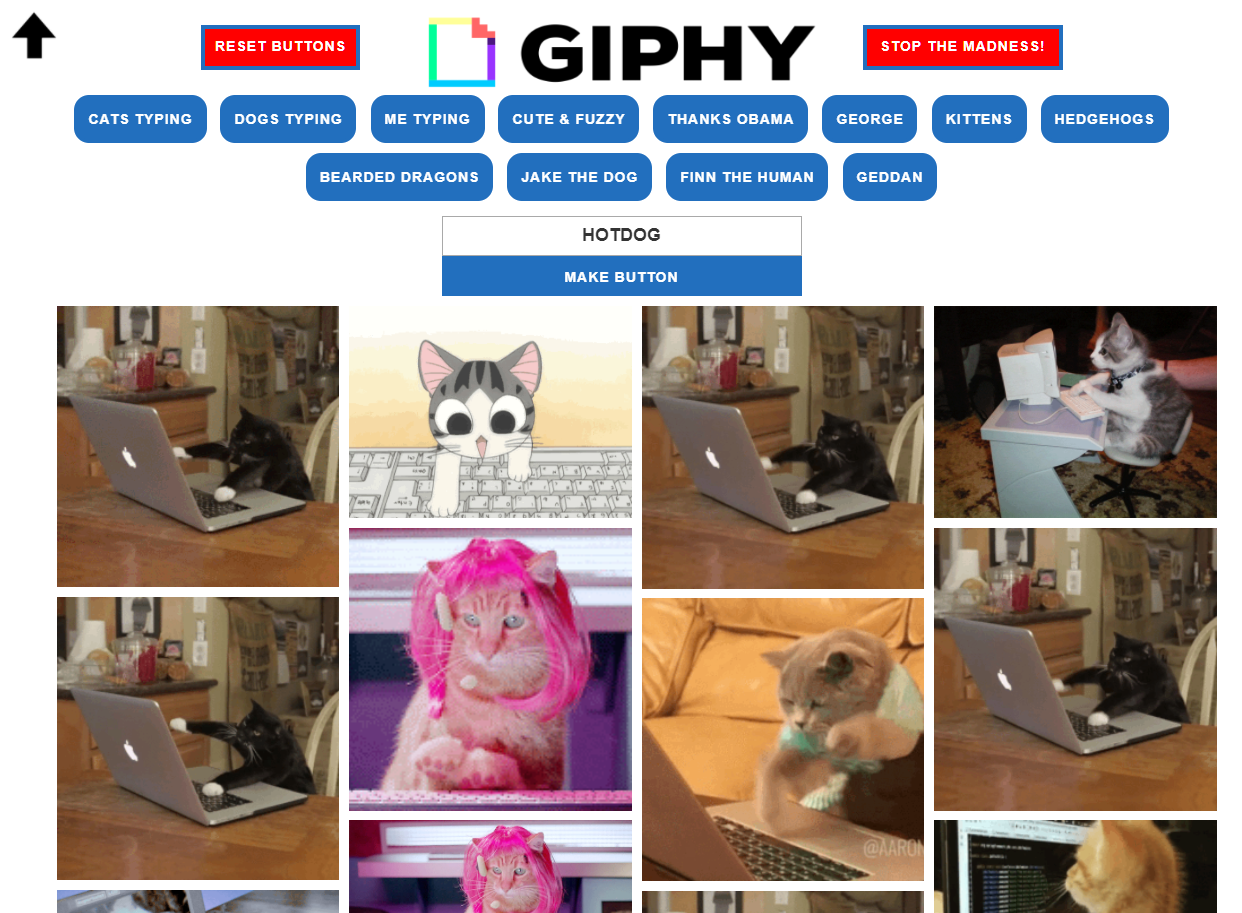 RESET BUTTONS
GIPHY
STOP THE MADNESS!
CATS TYPING
DOGS TYPING
ME TYPING
CUTE & FUZZY
THANKS OBAMA
GEORGE
KITTENS
HEDGEHOGS
BEARDED DRAGONS
JAKE THE DOG
FINN THE HUMAN
GEDDAN
HOTDOG
MAKE BUTTON
@AARON